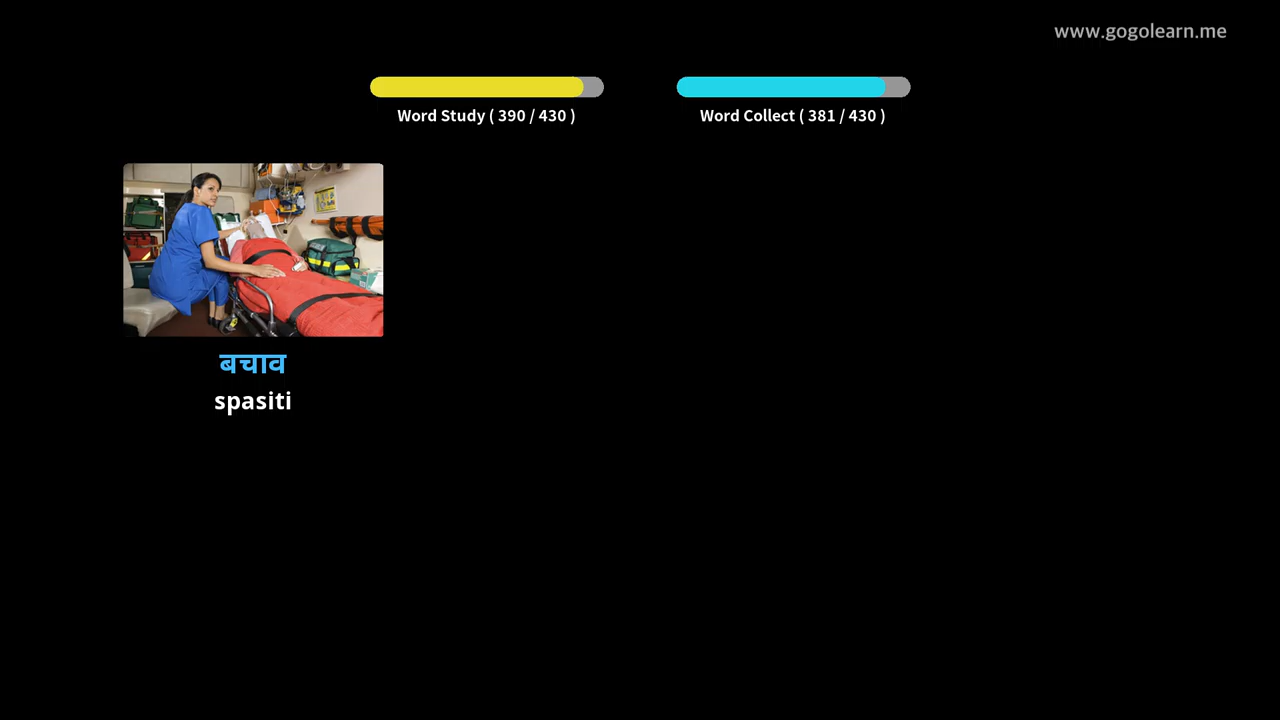 www.gogolearn.me
Word Study ( 390 / 430 )
Word Collect ( 381 / 430 )
बचाव
spasiti